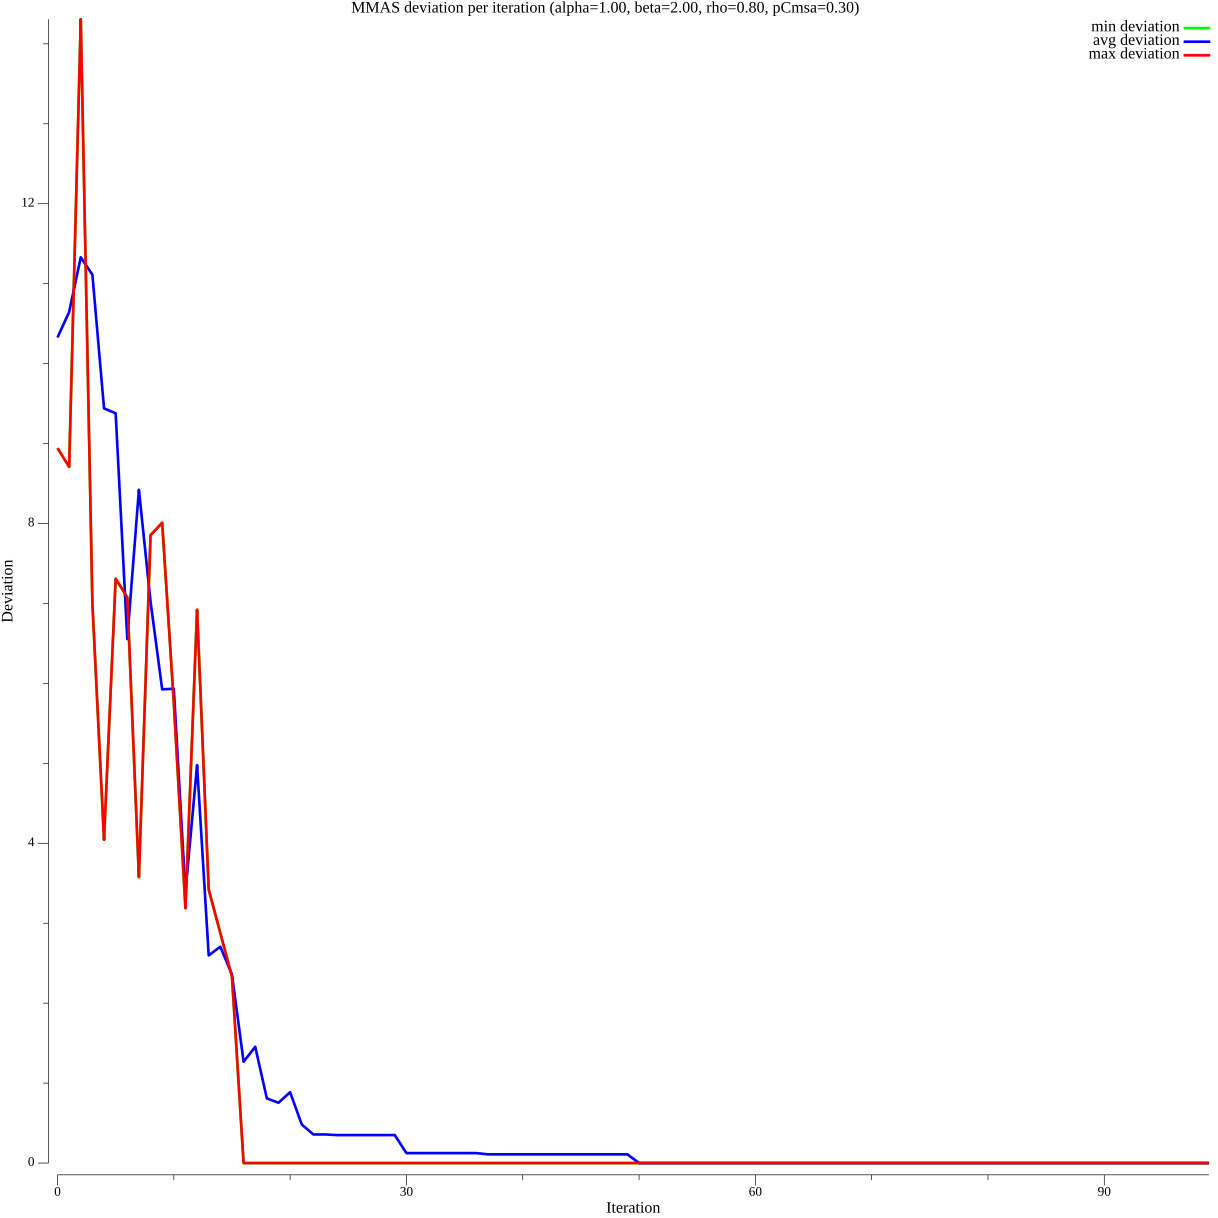 MMAS deviation per iteration (alpha=1.00, beta=2.00, rho=0.80, pCmsa=0.30)
min deviation
avg deviation
max deviation
12
8
4
0
Deviation
0 30 60 90
Iteration